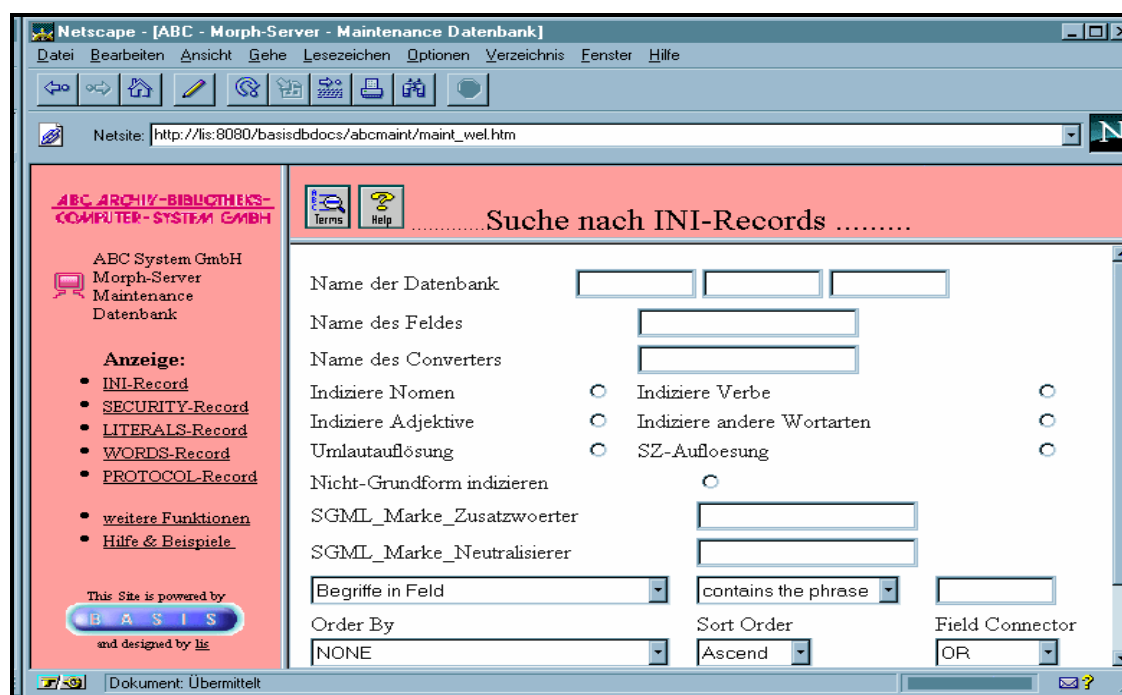 Netscape - [ABC - Morph-Server - Maintenance Datenbank]
Datei Bearbeiten Ansicht Gehe Lesezeichen Optionen Verzeichnis Fenster Hilfe
Netsite: http://lis:8080/basisdbdocs/abcmaint/maint_wel.htm
N
ABC ARCHIV-BIBLIOTHEKS-
COMPUTER-SYSTEM GMBH
ABC System GmbH
Morph-Server
Maintenance
Datenbank
Anzeige:
INI-Record
SECURITY-Record
LITERALS-Record
WORDS-Record
PROTOCOL-Record
weitere Funktionen
Hilfe & Beispiele
This Site is powered by
BASIS
and designed by lis
Terms Help .............Suche nach INI-Records .........
Name der Datenbank
Name des Feldes
Name des Converters
Indiziere Nomen Indiziere Verbe
Indiziere Adjektive Indiziere andere Wortarten
Umlautauflösung SZ-Aufloesung
Nicht-Grundform indizieren
SGML_Marke_Zusatzwoerter
SGML_Marke_Neutralisierer
Begriffe in Feld contains the phrase
Order By Sort Order Field Connector
NONE Ascend OR
Dokument: Übermittelt